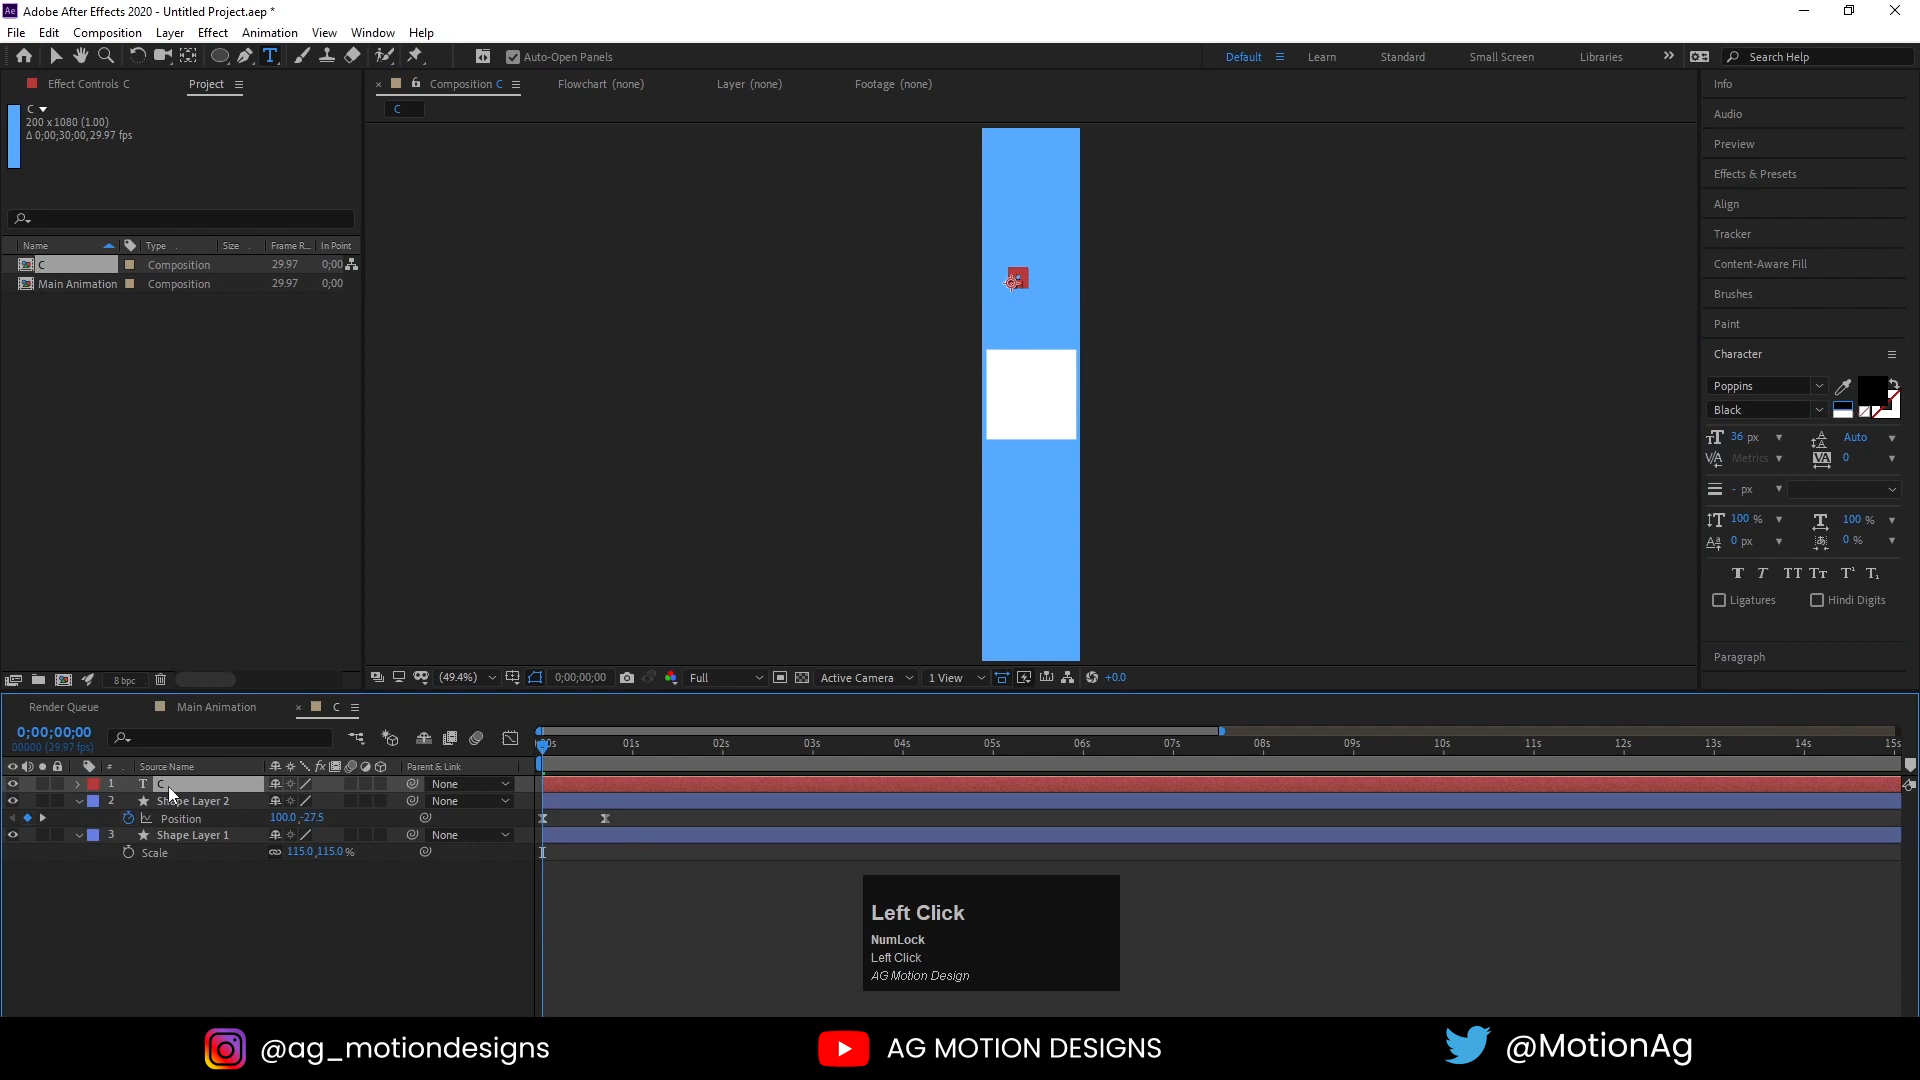 Ae Adobe After Effects 2020 - Untitled Project.aep *
File Edit Composition Layer Effect Animation View Window Help
Auto-Open Panels Default Learn Standard Small Screen Libraries Search Help
Effect Controls C Project
Composition C Flowchart (none) Layer (none) Footage (none)
C
C
200 x 1080 (1.00)
Δ 0;00;30;00, 29.97 fps
Name Type Size Frame R... In Point
C Composition 29.97 0;00
Main Animation Composition 29.97 0;00
8 bpc
(49.4%) 0;00;00;00 Full Active Camera 1 View +0.0
Info
Audio
Preview
Effects & Presets
Align
Tracker
Content-Aware Fill
Brushes
Paint
Character
Poppins
Black
36 px Auto
Metrics 0
- px
100 % 100 %
0 px 0 %
T T TT Tт T¹ T₁
Ligatures Hindi Digits
Paragraph
Render Queue Main Animation C
0;00;00;00
00000 (29.97 fps)
:00s 01s 02s 03s 04s 05s 06s 07s 08s 09s 10s 11s 12s 13s 14s 15s
# Source Name Parent & Link
1 T C None
2 Shape Layer 2 None
Position 100.0,-27.5
3 Shape Layer 1 None
Scale 115.0,115.0%
Left Click
NumLock
Left Click
AG Motion Design
@ag_motiondesigns AG MOTION DESIGNS @MotionAg